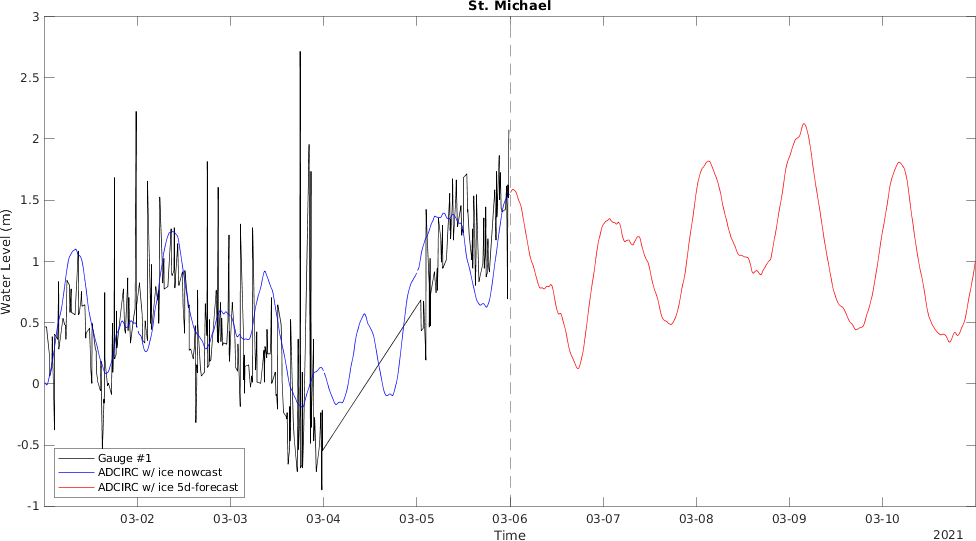 St. Michael
3
2.5
2
1.5
1
0.5
0
-0.5
-1
Water Level (m)
Gauge #1
ADCIRC w/ ice nowcast
ADCIRC w/ ice 5d-forecast
03-02 03-03 03-04 03-05 03-06 03-07 03-08 03-09 03-10
Time
2021